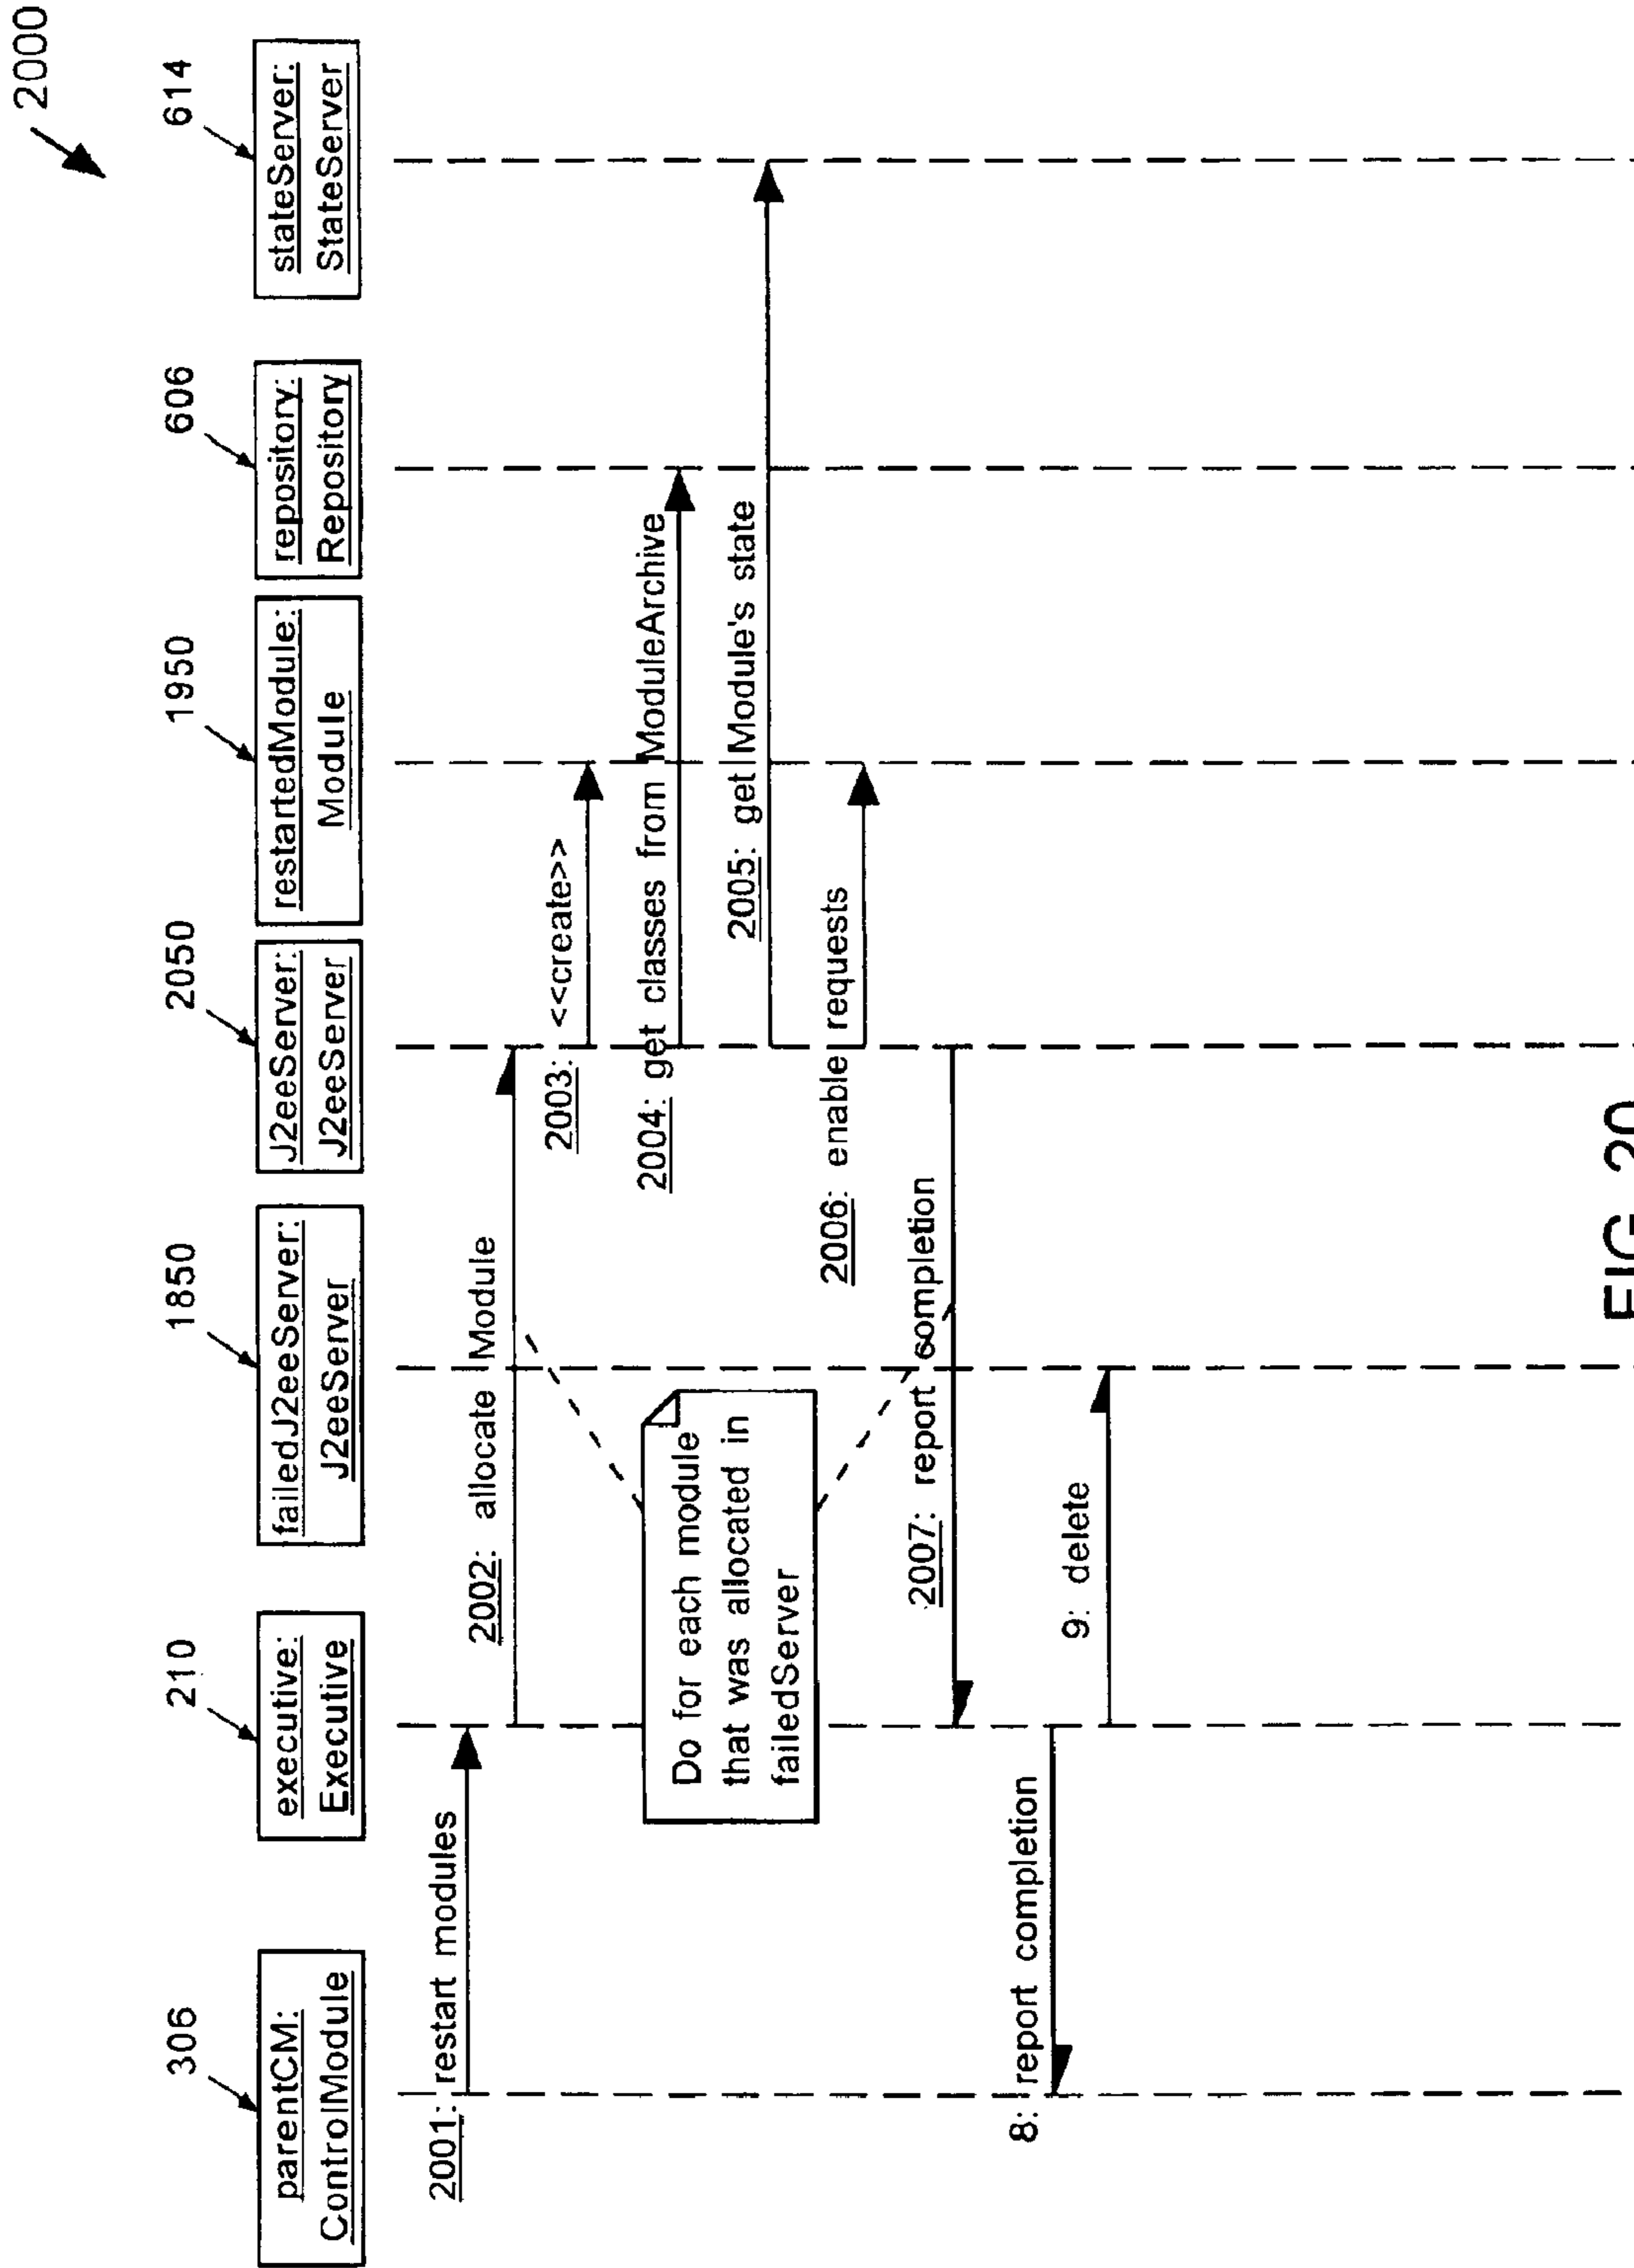 2000
306
210
1850
2050
1950
606
614
parentCM:
ControlModule
executive:
Executive
failedJ2eeServer:
J2eeServer
J2eeServer:
J2eeServer
restartedModule:
Module
repository:
Repository
stateServer:
StateServer
2001: restart modules
2002: allocate Module
2003: <<create>>
2004: get classes from ModuleArchive
Do for each module
that was allocated in
failedServer
2005: get Module's state
2006: enable requests
2007: report completion
8: report completion
9: delete
FIG 20